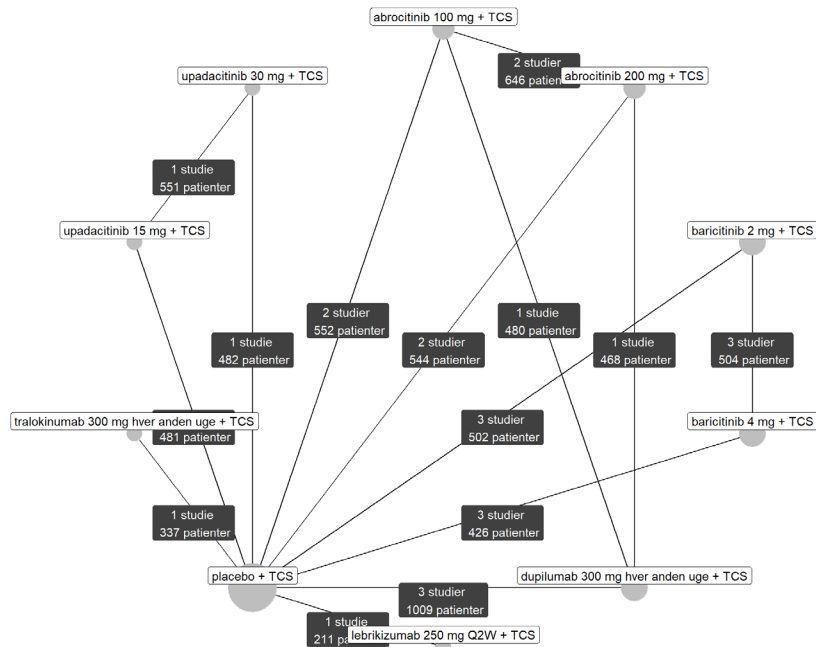 abrocitinib 100 mg + TCS
2 studier
646
upadacitinib 30 mg + TCS
abrocitinib 200 mg + TCS
1 studie
551 patienter
upadacitinib 15 mg + TCS
baricitinib 2 mg + TCS
2 studier
552 patienter
1 studie
480 patienter
1 studie
482 patienter
2 studier
544 patienter
1 studie
468 patienter
3 studier
504 patienter
tralokinumab 300 mg hver anden uge + TCS
481 patienter
3 studier
502 patienter
baricitinib 4 mg + TCS
1 studie
337 patienter
3 studier
426 patienter
placebo + TCS
dupilumab 300 mg hver anden uge + TCS
3 studier
1009 patienter
1 studie
211
lebrikizumab 250 mg Q2W + TCS